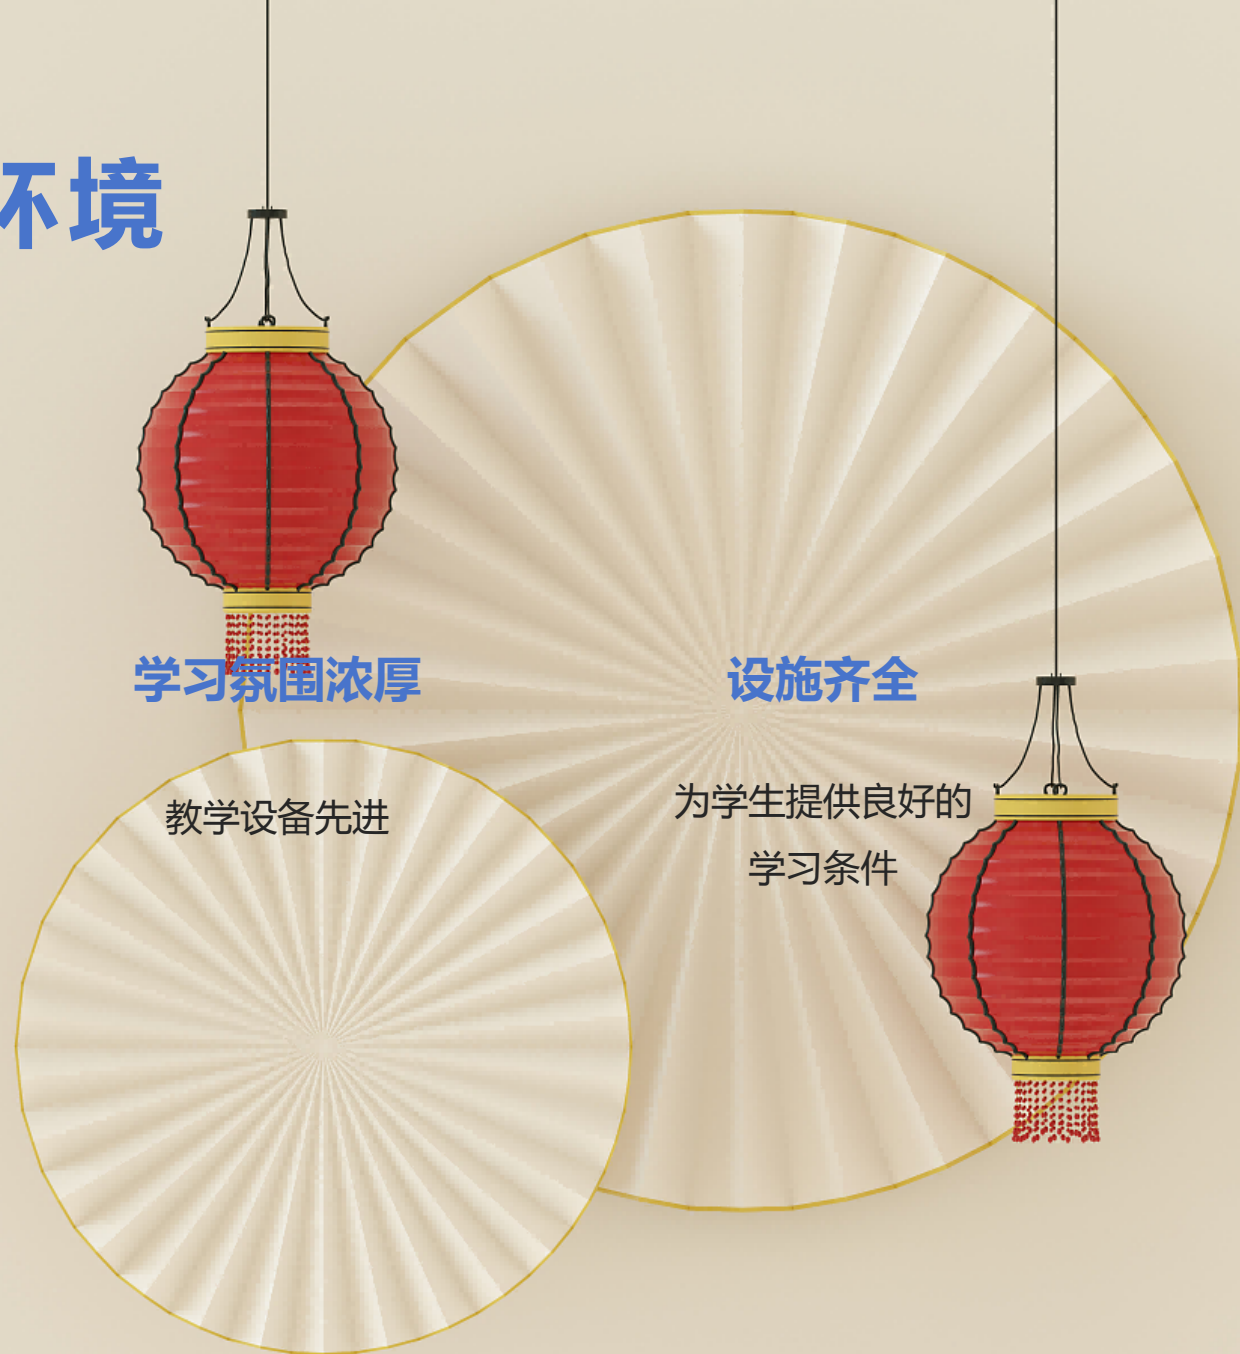 环境
学习氛围浓厚
教学设备先进
设施齐全
为学生提供良好的
学习条件